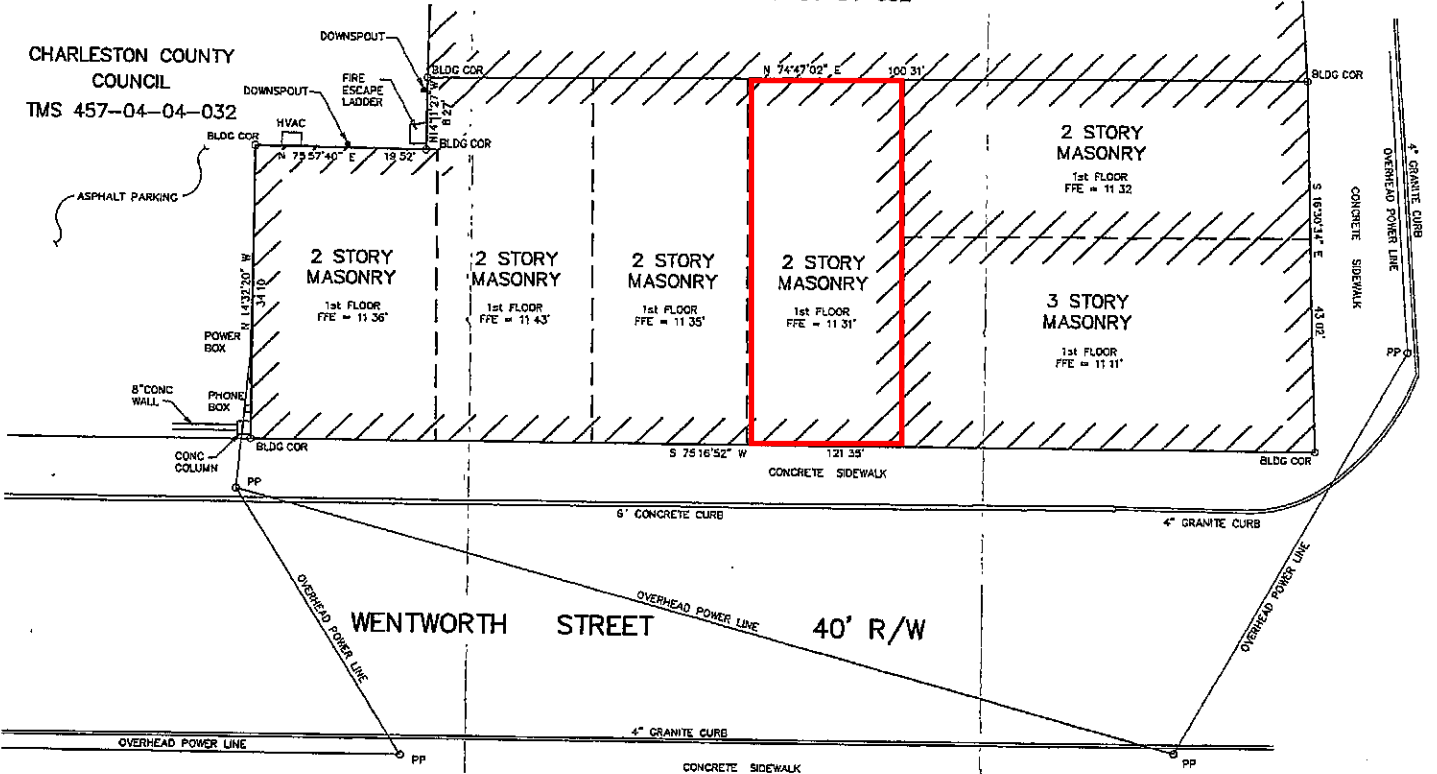 CHARLESTON COUNTY
COUNCIL
TMS 457-04-04-032
DOWNSPOUT
FIRE
ESCAPE
LADDER
DOWNSPOUT
HVAC
BLDG COR
BLDG COR
BLDG COR
N 14°11'27" W
8 27'
N 75 57'40" E 19 52'
N 74°47'02" E 100 31'
BLDG COR
ASPHALT PARKING
2 STORY
MASONRY
1st FLOOR
FFE = 11 32
4" GRANITE CURB
OVERHEAD POWER LINE
CONCRETE SIDEWALK
S 16°30'34" E 43 02'
N 14°32'20" W
34 10
2 STORY
MASONRY
1st FLOOR
FFE = 11 36'
2 STORY
MASONRY
1st FLOOR
FFE = 11 43'
2 STORY
MASONRY
1st FLOOR
FFE = 11 35'
2 STORY
MASONRY
1st FLOOR
FFE = 11 31'
3 STORY
MASONRY
1st FLOOR
POWER
BOX
PP
8"CONC
WALL
PHONE
BOX
CONC
COLUMN
BLDG COR
S 75 16'52" W 121 35'
BLDG COR
CONCRETE SIDEWALK
PP
6' CONCRETE CURB
4" GRANITE CURB
OVERHEAD POWER LINE
OVERHEAD POWER LINE
OVERHEAD POWER LINE
WENTWORTH STREET 40' R/W
4" GRANITE CURB
OVERHEAD POWER LINE
PP
PP
CONCRETE SIDEWALK